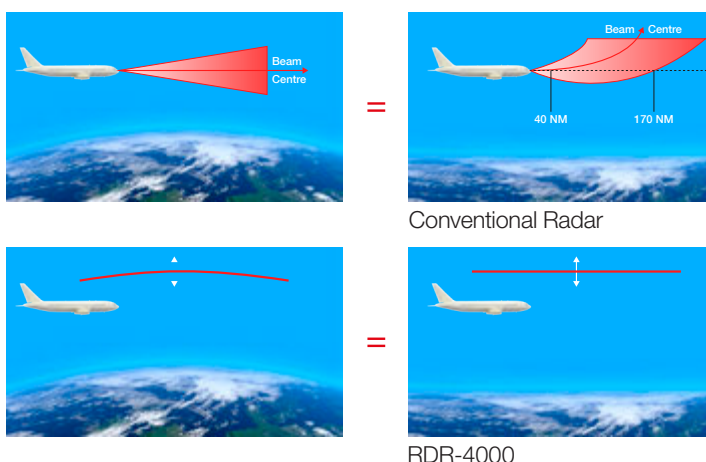 Beam
Centre
=
Beam Centre
40 NM 170 NM
Conventional Radar
=
RDR-4000